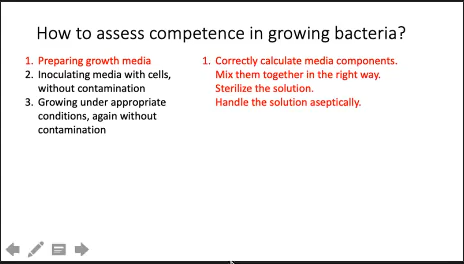 How to assess competence in growing bacteria?
1. Preparing growth media
2. Inoculating media with cells,
without contamination
3. Growing under appropriate
conditions, again without
contamination
1. Correctly calculate media components.
Mix them together in the right way.
Sterilize the solution.
Handle the solution aseptically.